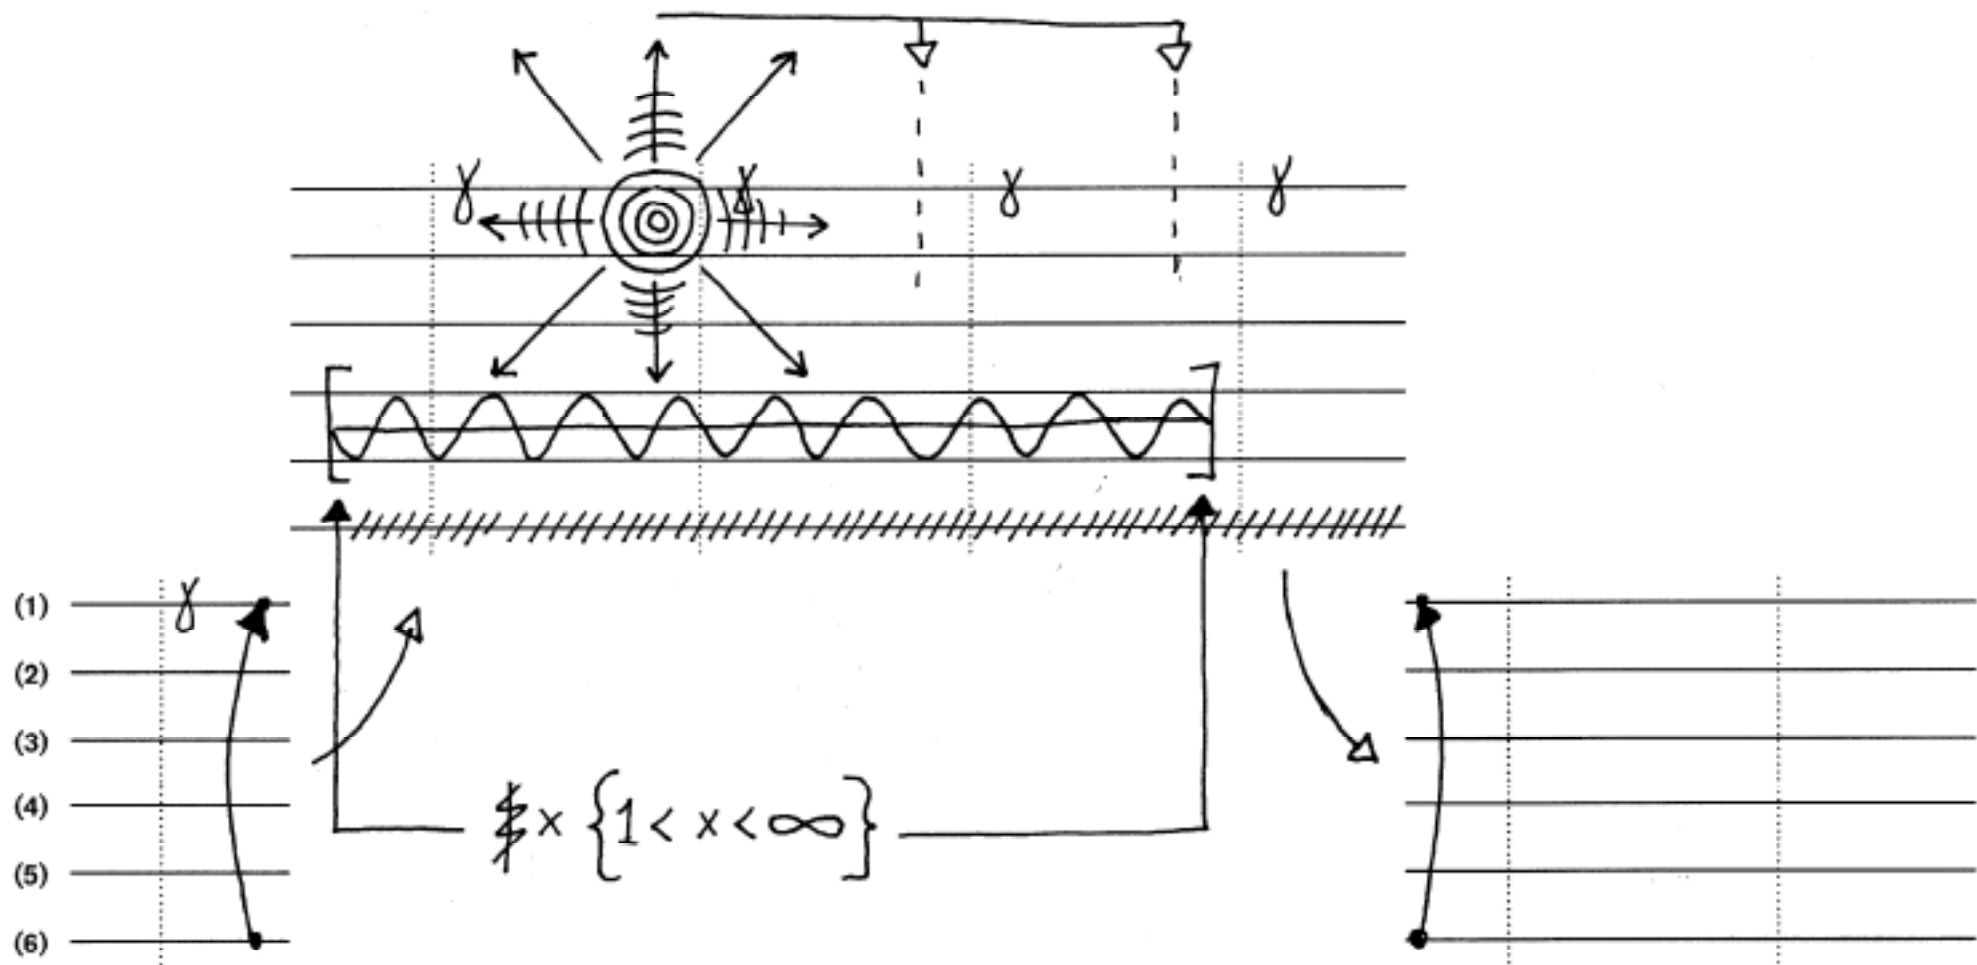 γ γ γ γ
(1) γ
(2)
(3)
(4)
x {1 < x < ∞}
(5)
(6)